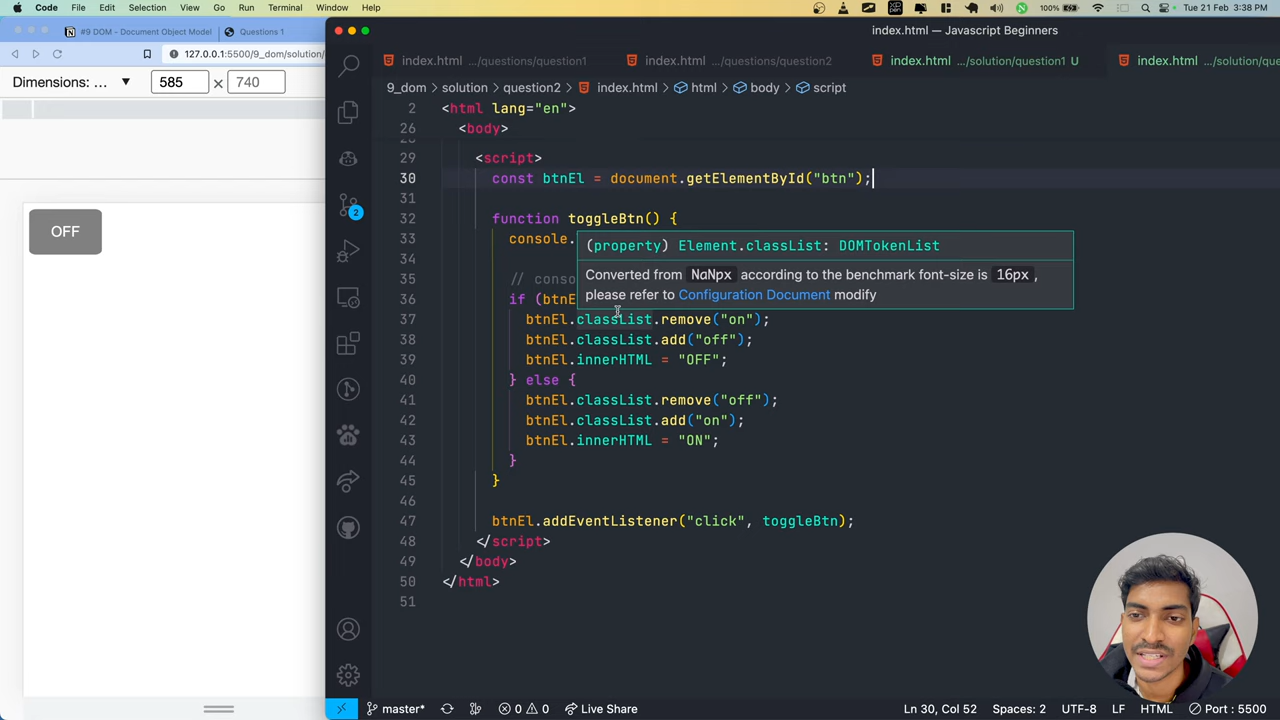 Code File Edit Selection View Go Run Terminal Window Help 100% Tue 21 Feb 3:38 PM
index.html — Javascript Beginners
#9 DOM - Document Object Model
Questions 1
127.0.0.1:5500/9_dom/solution/
Dimensions: ... ▼ 585 × 740
OFF
index.html .../questions/question1
index.html .../questions/question2
index.html .../solution/question1 U
index.html .../solution/que
9_dom > solution > question2 > index.html > html > body > script
2 <html lang="en">
26 <body>
28
29 <script>
30 const btnEl = document.getElementById("btn");
31
32 function toggleBtn() {
33 console.
(property) Element.classList: DOMTokenList
Converted from NaNpx according to the benchmark font-size is 16px ,
please refer to Configuration Document modify
35 // conso
36 if (btnE
37 btnEl.classList.remove("on");
38 btnEl.classList.add("off");
39 btnEl.innerHTML = "OFF";
40 } else {
41 btnEl.classList.remove("off");
42 btnEl.classList.add("on");
43 btnEl.innerHTML = "ON";
44 }
45 }
46
47 btnEl.addEventListener("click", toggleBtn);
48 </script>
49 </body>
50 </html>
51
2
master* 0 0 Live Share Ln 30, Col 52 Spaces: 2 UTF-8 LF HTML Port : 5500